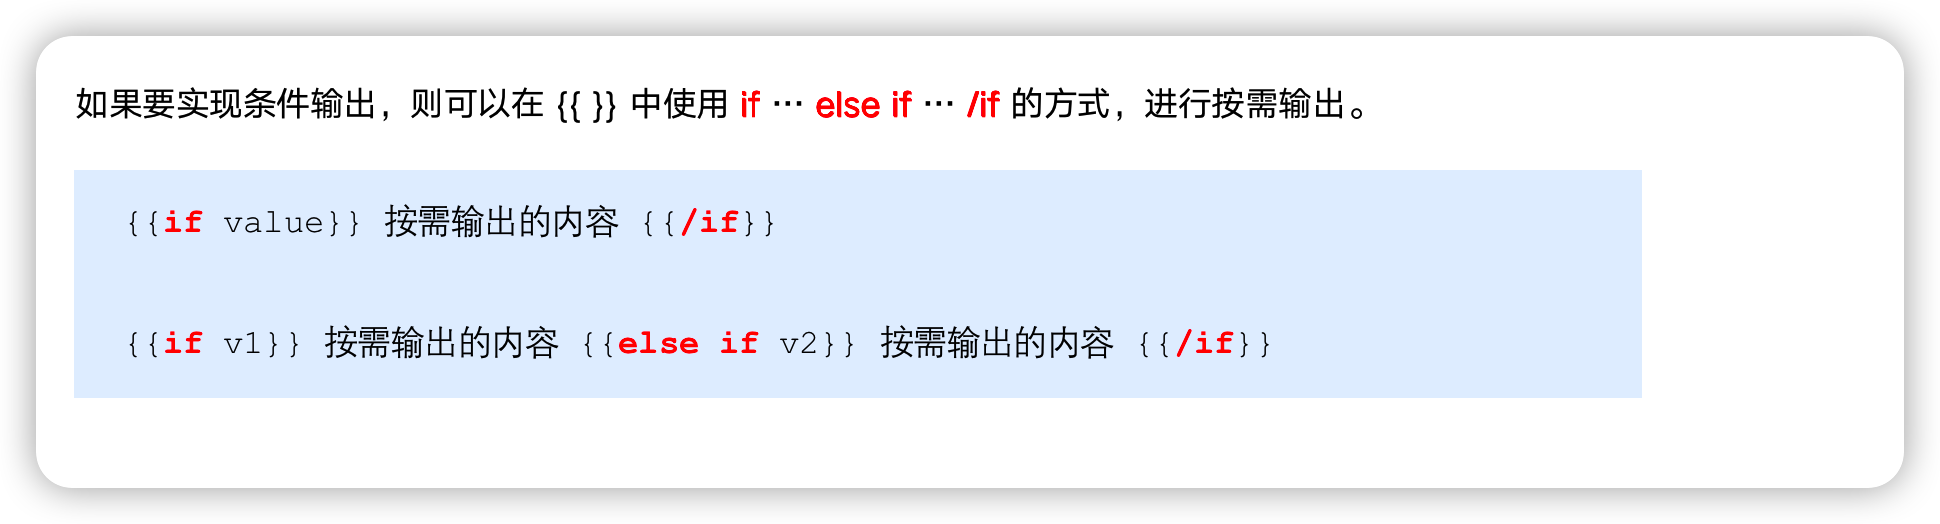 如果要实现条件输出，则可以在 {{ }} 中使用 if … else if … /if 的方式，进行按需输出。
{{if value}} 按需输出的内容 {{/if}}
{{if v1}} 按需输出的内容 {{else if v2}} 按需输出的内容 {{/if}}